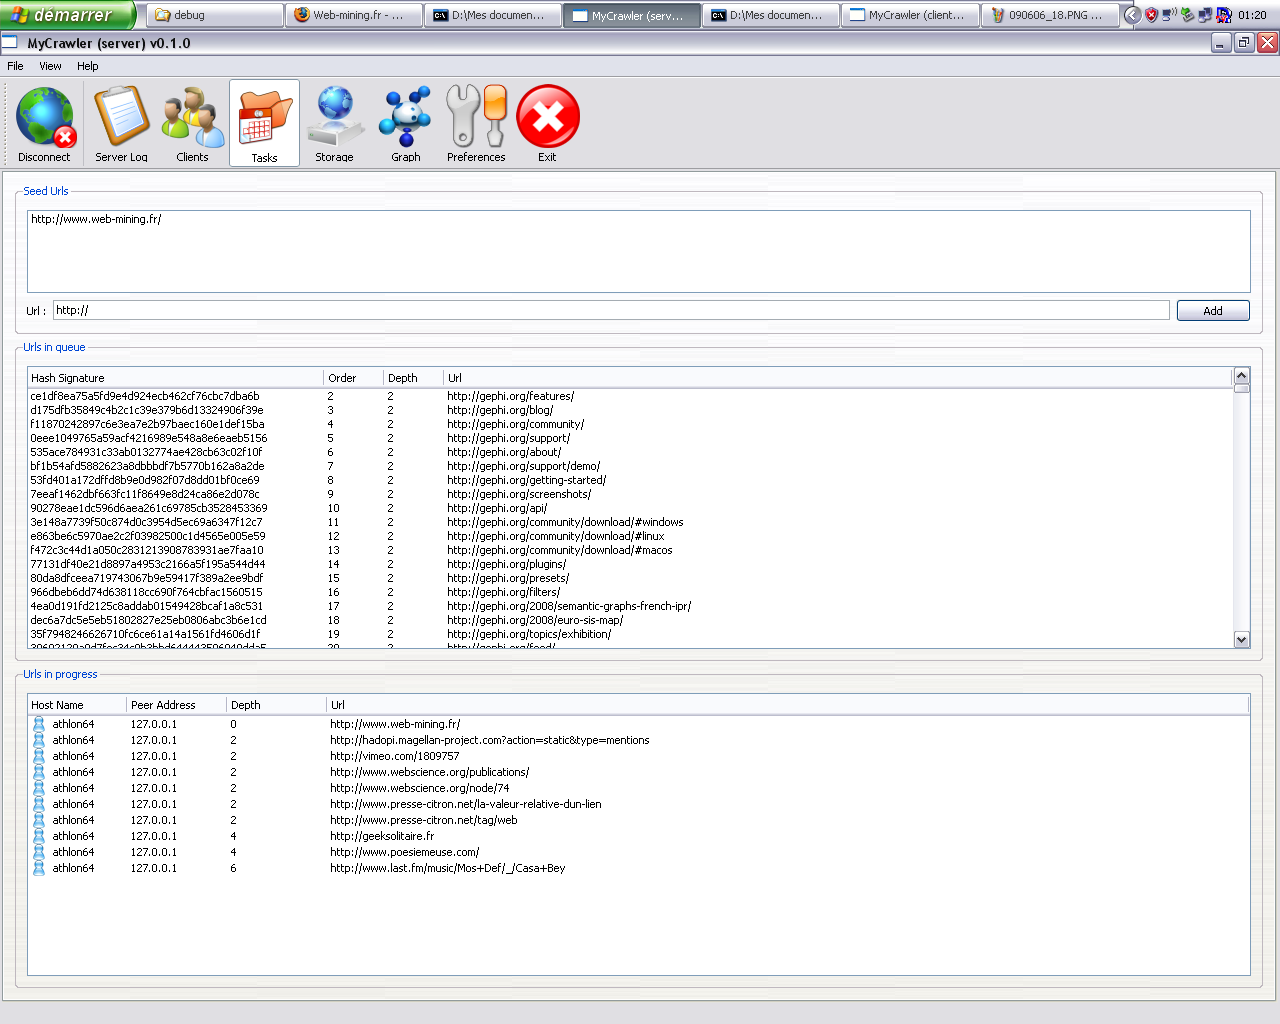 démarrer debug Web-mining.fr - ... D:\Mes documen... MyCrawler (serv... D:\Mes documen... MyCrawler (client... 090606_18.PNG ... 01:20
MyCrawler (server) v0.1.0
File View Help
Disconnect Server Log Clients Tasks Storage Graph Preferences Exit
Seed Urls
http://www.web-mining.fr/
Url : http:// Add
Urls in queue
Hash Signature Order Depth Url
ce1df8ea75a5fd9e4d924ecb462cf76cbc7dba6b 2 2 http://gephi.org/features/
d175dfb35849c4b2c1c39e379b6d13324906f39e 3 2 http://gephi.org/blog/
f11870242897c6e3ea7e2b97baec160e1def15ba 4 2 http://gephi.org/community/
0eee1049765a59acf4216989e548a8e6eaeb5156 5 2 http://gephi.org/support/
535ace784931c33ab0132774ae428cb63c02f10f 6 2 http://gephi.org/about/
bf1b54afd5882623a8dbbbdf7b5770b162a8a2de 7 2 http://gephi.org/support/demo/
53fd401a172dffd8b9e0d982f07d8dd01bf0ce69 8 2 http://gephi.org/getting-started/
7eeaf1462dbf663fc11f8649e8d24ca86e2d078c 9 2 http://gephi.org/screenshots/
90278eae1dc596d6aea261c69785cb3528453369 10 2 http://gephi.org/api/
3e148a7739f50c874d0c3954d5ec69a6347f12c7 11 2 http://gephi.org/community/download/#windows
e863be6c5970ae2c2f03982500c1d4565e005e59 12 2 http://gephi.org/community/download/#linux
f472c3c44d1a050c2831213908783931ae7faa10 13 2 http://gephi.org/community/download/#macos
77131df40e21d8897a4953c2166a5f195a544d44 14 2 http://gephi.org/plugins/
80da8dfceea719743067b9e59417f389a2ee9bdf 15 2 http://gephi.org/presets/
966dbeb6dd74d638118cc690f764cbfac1560515 16 2 http://gephi.org/filters/
4ea0d191fd2125c8addab01549428bcaf1a8c531 17 2 http://gephi.org/2008/semantic-graphs-french-ipr/
dec6a7dc5e5eb51802827e25eb0806abc3b6e1cd 18 2 http://gephi.org/2008/euro-sis-map/
35f7948246626710fc6ce61a14a1561fd4606d1f 19 2 http://gephi.org/topics/exhibition/
20 2 http://gephi.org/feed/
Urls in progress
Host Name Peer Address Depth Url
athlon64 127.0.0.1 0 http://www.web-mining.fr/
athlon64 127.0.0.1 2 http://hadopi.magellan-project.com?action=static&type=mentions
athlon64 127.0.0.1 2 http://vimeo.com/1809757
athlon64 127.0.0.1 2 http://www.webscience.org/publications/
athlon64 127.0.0.1 2 http://www.webscience.org/node/74
athlon64 127.0.0.1 2 http://www.presse-citron.net/la-valeur-relative-dun-lien
athlon64 127.0.0.1 2 http://www.presse-citron.net/tag/web
athlon64 127.0.0.1 4 http://geeksolitaire.fr
athlon64 127.0.0.1 4 http://www.poesiemeuse.com/
athlon64 127.0.0.1 6 http://www.last.fm/music/Mos+Def/_/Casa+Bey